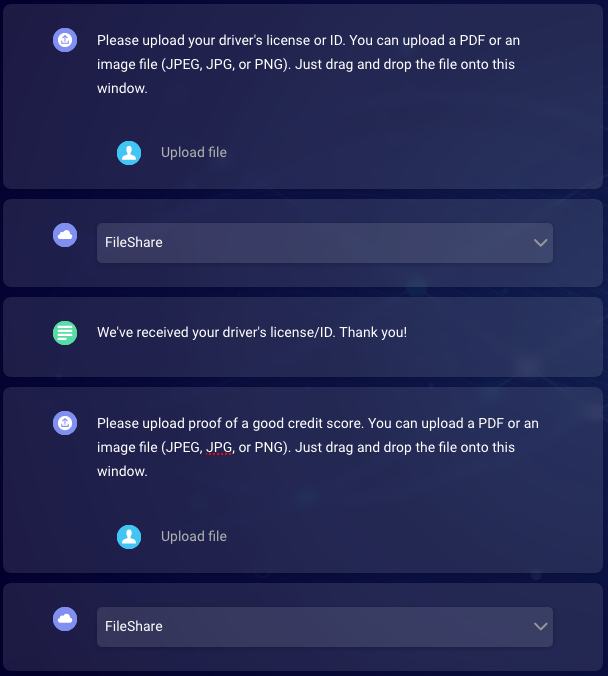 Please upload your driver's license or ID. You can upload a PDF or an
image file (JPEG, JPG, or PNG). Just drag and drop the file onto this
window.
Upload file
FileShare
We've received your driver's license/ID. Thank you!
Please upload proof of a good credit score. You can upload a PDF or an
image file (JPEG, JPG, or PNG). Just drag and drop the file onto this
window.
Upload file
FileShare